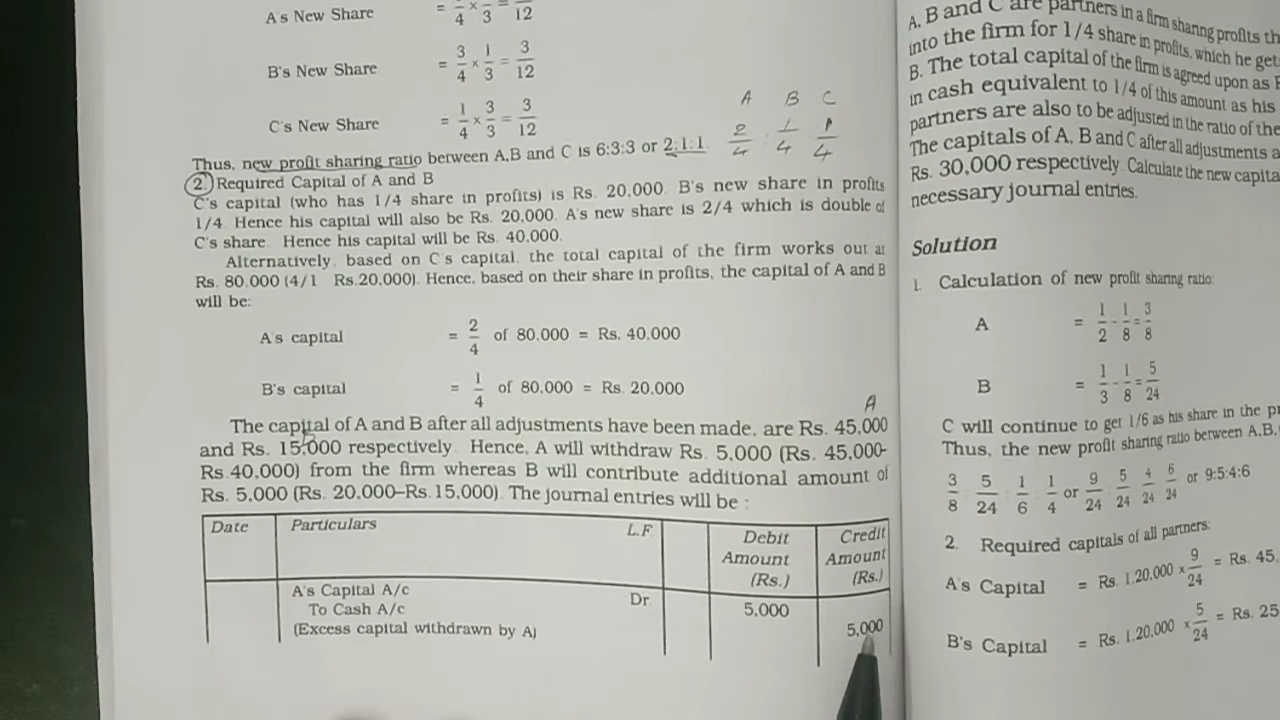 A's New Share = 4 × 3 = 12
B's New Share = 3/4 × 1/3 = 3/12
C's New Share = 1/4 × 3/3 = 3/12
A B C
2/4 : 1/4 1/4
Thus, new profit sharing ratio between A,B and C is 6:3:3 or 2:1:1.
2. Required Capital of A and B
C's capital (who has 1/4 share in profits) is Rs. 20,000. B's new share in profits
1/4. Hence his capital will also be Rs. 20,000. A's new share is 2/4 which is double of
C's share. Hence his capital will be Rs. 40,000.
Alternatively, based on C's capital, the total capital of the firm works out at
Rs. 80,000 (4/1 Rs.20,000). Hence, based on their share in profits, the capital of A and B
will be:
A's capital = 2/4 of 80,000 = Rs. 40,000
B's capital = 1/4 of 80,000 = Rs. 20,000
A
The capital of A and B after all adjustments have been made, are Rs. 45,000
and Rs. 15,000 respectively. Hence, A will withdraw Rs. 5,000 (Rs. 45,000-
Rs.40,000) from the firm whereas B will contribute additional amount of
Rs. 5,000 (Rs. 20,000–Rs.15,000). The journal entries will be :
Date Particulars L.F. Debit Credit
Amount Amount
(Rs.) (Rs.)
A's Capital A/c Dr. 5,000
To Cash A/c 5,000
(Excess capital withdrawn by A)
A, B and C are partners in a firm sharing profits
into the firm for 1/4 share in profits, which he
B. The total capital of the firm is agreed upon as
in cash equivalent to 1/4 of this amount as his
partners are also to be adjusted in the ratio of
The capitals of A, B and C after all adjustments
Rs. 30,000 respectively. Calculate the new
necessary journal entries.
Solution
1. Calculation of new profit sharing ratio:
A = 1/2 - 1/8 = 3/8
B = 1/3 - 1/8 = 5/24
C will continue to get 1/6 as his share in the
Thus, the new profit sharing ratio between A,B,
3/8 5/24 1/6 1/4 or 9/24 5/24 4/24 6/24 or 9:5:4:6
2. Required capitals of all partners:
A's Capital = Rs. 1,20,000 × 9/24 = Rs. 45,
B's Capital = Rs. 1,20,000 × 5/24 = Rs. 25